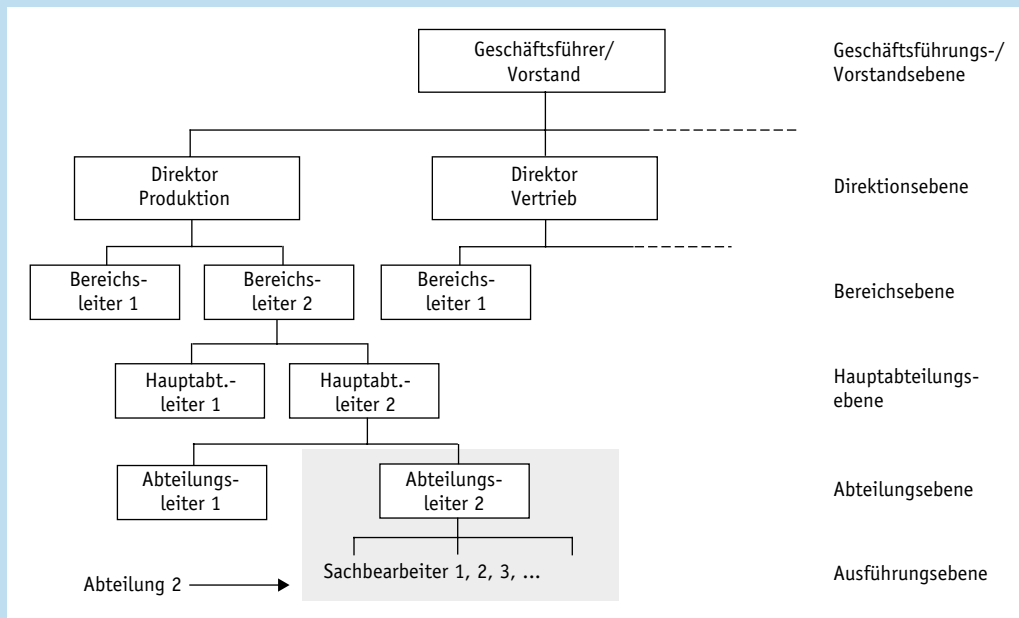 Geschäftsführer/
Vorstand
Geschäftsführungs-/
Vorstandsebene
Direktor
Produktion
Direktor
Vertrieb
Direktionsebene
Bereichs-
leiter 1
Bereichs-
leiter 2
Bereichs-
leiter 1
Bereichsebene
Hauptabt.-
leiter 1
Hauptabt.-
leiter 2
Hauptabteilungs-
ebene
Abteilungs-
leiter 1
Abteilungs-
leiter 2
Abteilungsebene
Sachbearbeiter 1, 2, 3, ...
Abteilung 2
Ausführungsebene